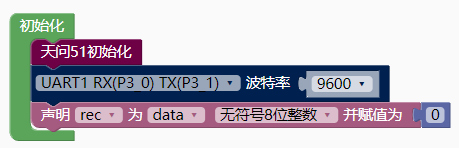 初始化
天问51初始化
UART1 RX(P3_0) TX(P3_1) 波特率 9600
声明 rec 为 data 无符号8位整数 并赋值为 0